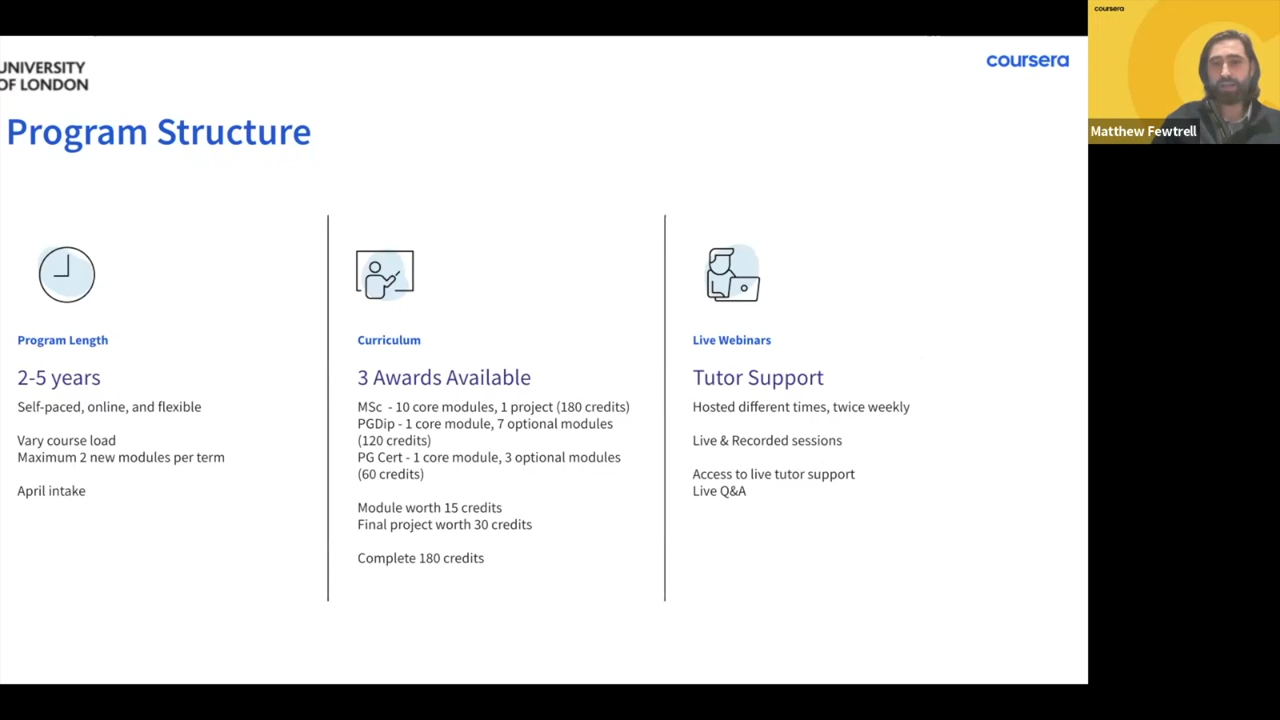 UNIVERSITY
OF LONDON
coursera
Program Structure
Program Length
2-5 years
Self-paced, online, and flexible
Vary course load
Maximum 2 new modules per term
April intake
Curriculum
3 Awards Available
MSc - 10 core modules, 1 project (180 credits)
PGDip - 1 core module, 7 optional modules
(120 credits)
PG Cert - 1 core module, 3 optional modules
(60 credits)
Module worth 15 credits
Final project worth 30 credits
Complete 180 credits
Live Webinars
Tutor Support
Hosted different times, twice weekly
Live & Recorded sessions
Access to live tutor support
Live Q&A
coursera
Matthew Fewtrell